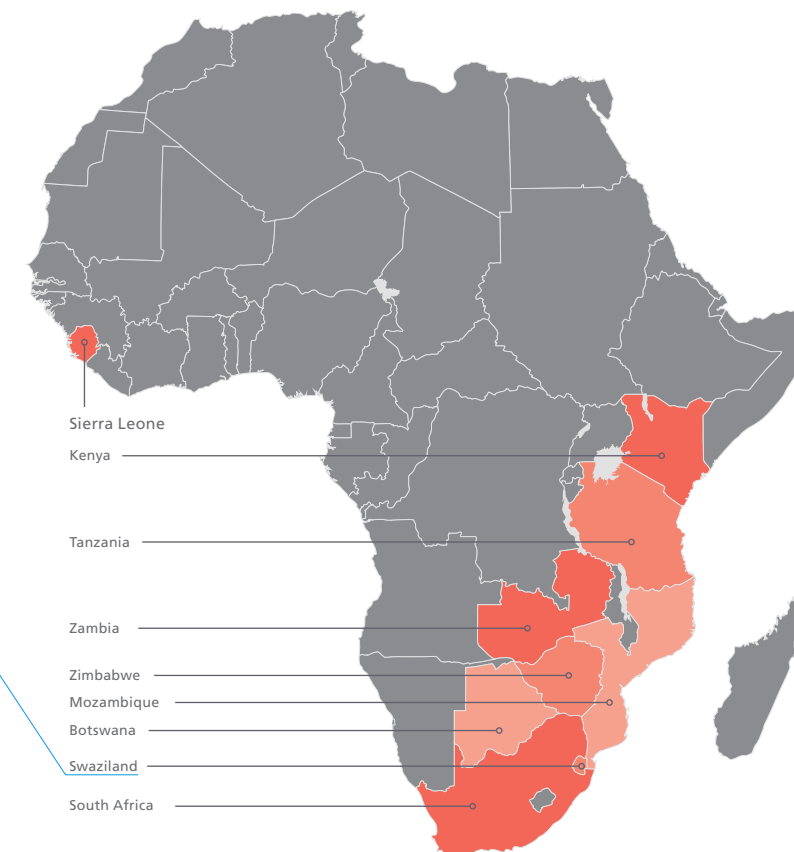 Sierra Leone
Kenya
Tanzania
Zambia
Zimbabwe
Mozambique
Botswana
Swaziland
South Africa